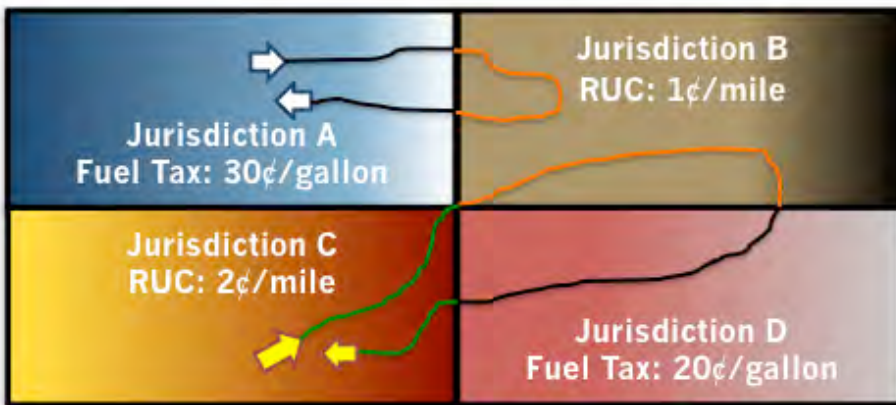 Jurisdiction A
Fuel Tax: 30¢/gallon
Jurisdiction B
RUC: 1¢/mile
Jurisdiction C
RUC: 2¢/mile
Jurisdiction D
Fuel Tax: 20¢/gallon